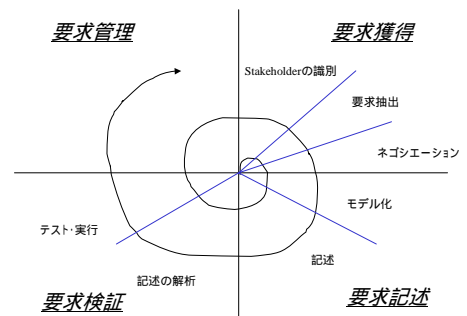 要求管理
要求獲得
Stakeholderの識別
要求抽出
ネゴシエーション
モデル化
テスト・実行
記述
記述の解析
要求検証
要求記述